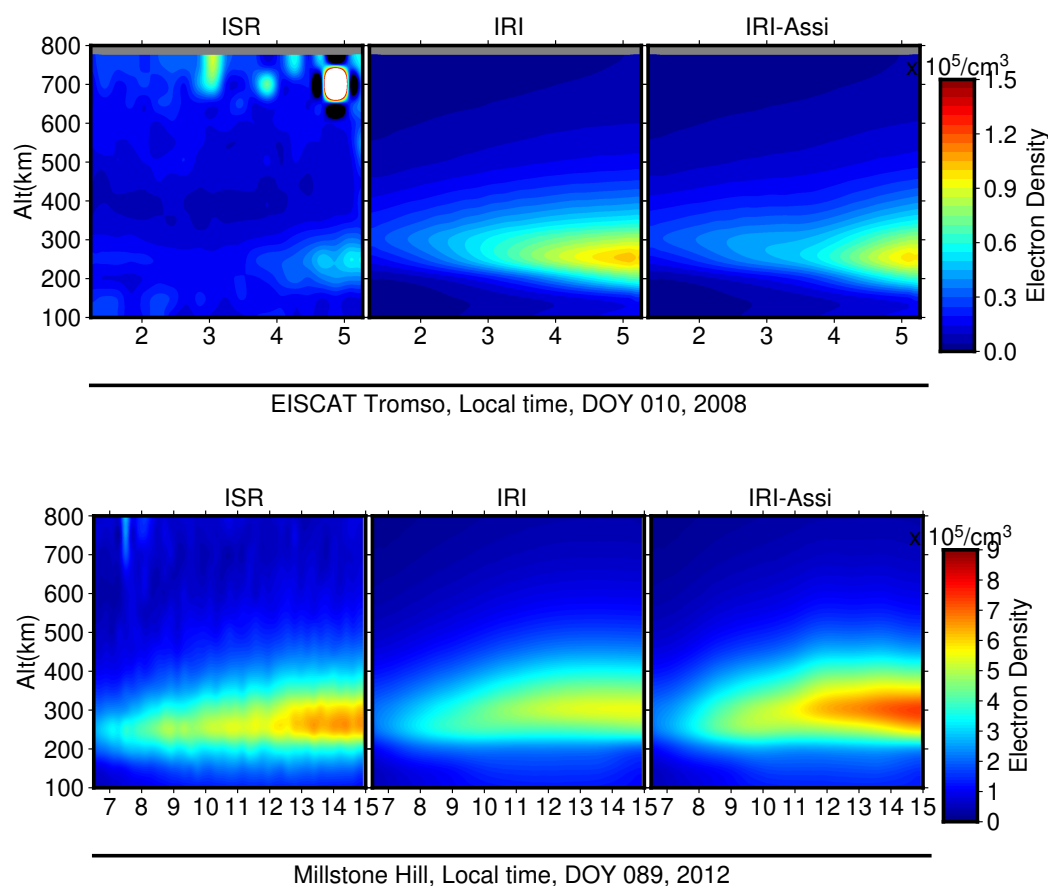 ISR IRI IRI-Assi
x 10⁵/cm³
800
700
600
500
400
300
200
100
Alt(km)
2 3 4 5 2 3 4 5 2 3 4 5
1.5
1.2
0.9
0.6
0.3
0.0
Electron Density
EISCAT Tromso, Local time, DOY 010, 2008
ISR IRI IRI-Assi
x 10⁵/cm³
800
700
600
500
400
300
200
100
Alt(km)
7 8 9 10 11 12 13 14 15 7 8 9 10 11 12 13 14 15 7 8 9 10 11 12 13 14 15
9
8
7
6
5
4
3
2
1
0
Electron Density
Millstone Hill, Local time, DOY 089, 2012